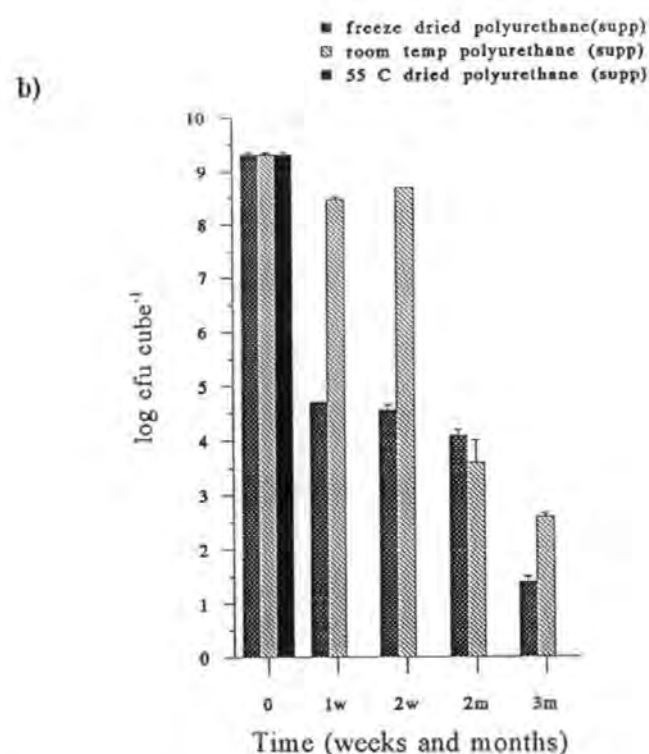 freeze dried polyurethane(supp)
room temp polyurethane (supp)
55 C dried polyurethane (supp)
b)
10
9
8
7
6
5
4
3
2
1
0
log cfu cube⁻¹
0 1w 2w 2m 3m
Time (weeks and months)